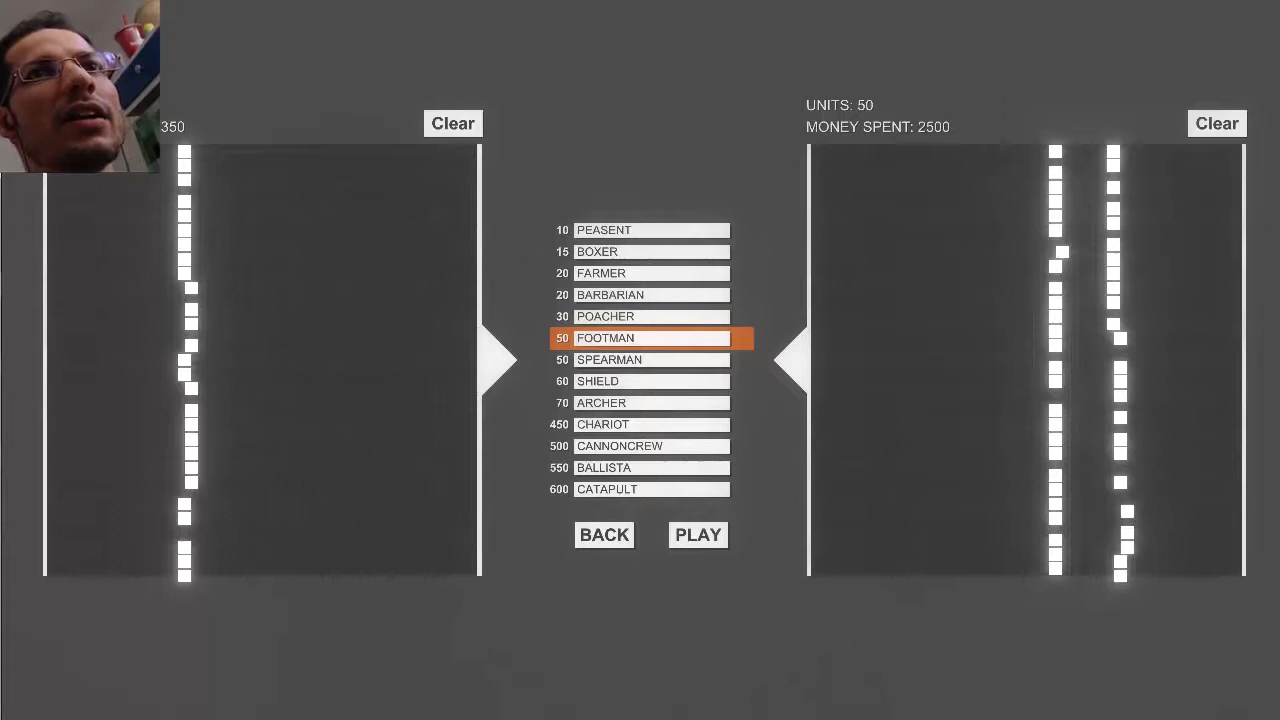 UNITS: 50
350
Clear
MONEY SPENT: 2500
Clear
10 PEASENT
15 BOXER
20 FARMER
20 BARBARIAN
30 POACHER
50 FOOTMAN
50 SPEARMAN
60 SHIELD
70 ARCHER
450 CHARIOT
500 CANNONCREW
550 BALLISTA
600 CATAPULT
BACK
PLAY